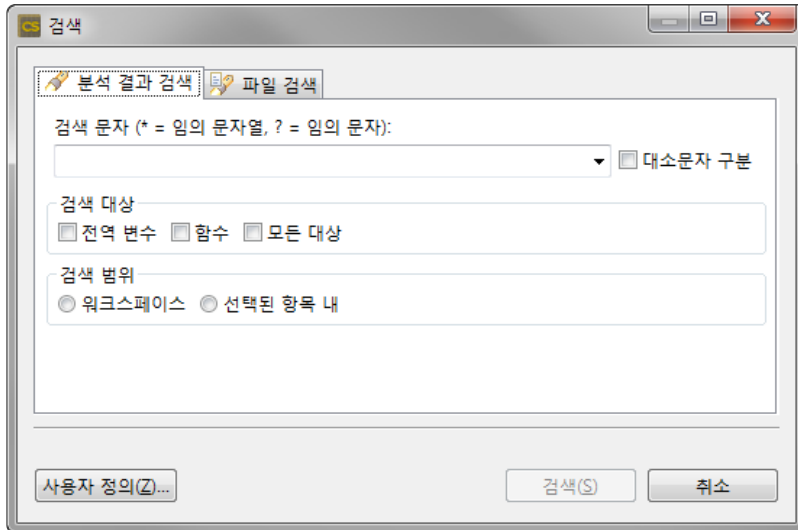 CS 검색
분석 결과 검색 파일 검색
검색 문자 (* = 임의 문자열, ? = 임의 문자):
대소문자 구분
검색 대상
전역 변수 함수 모든 대상
검색 범위
워크스페이스 선택된 항목 내
사용자 정의(Z)... 검색(S) 취소